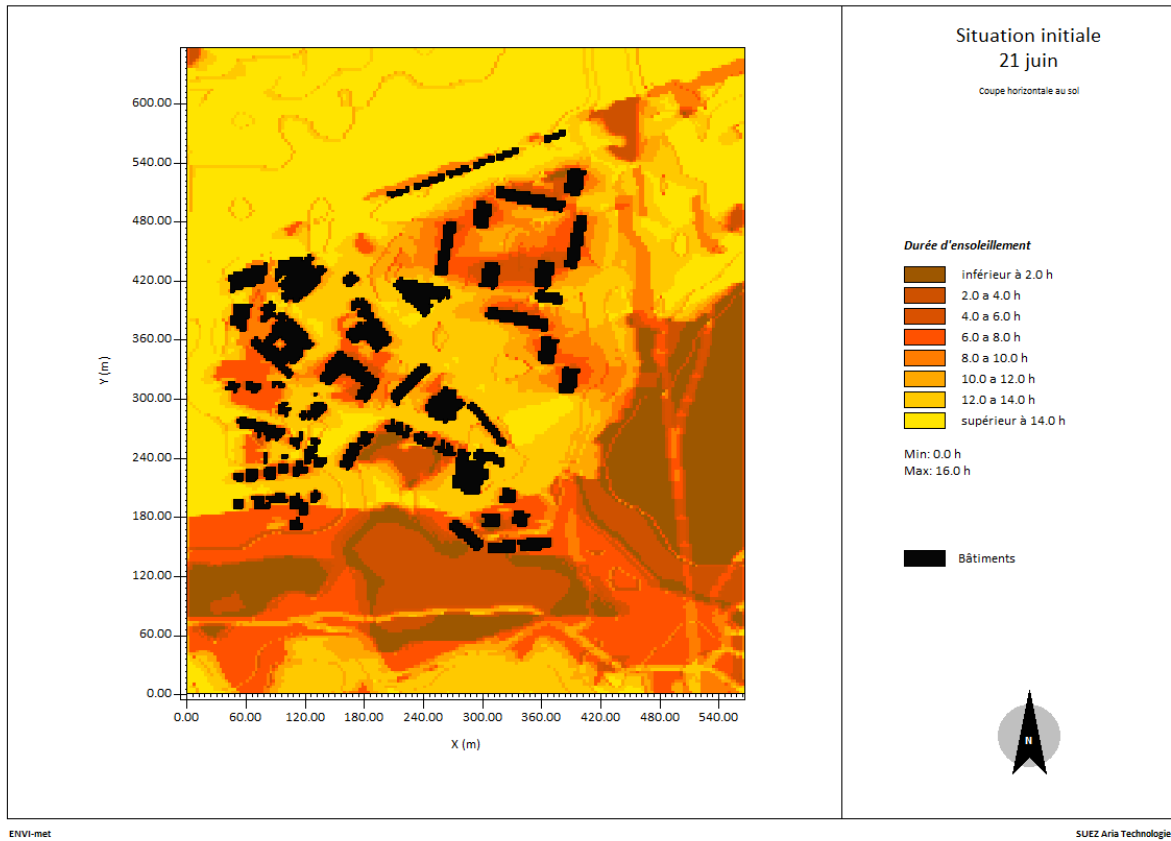 Situation initiale
21 juin
Coupe horizontale au sol
600.00
540.00
480.00
420.00
360.00
300.00
240.00
180.00
120.00
60.00
0.00
Y (m)
0.00 60.00 120.00 180.00 240.00 300.00 360.00 420.00 480.00 540.00
X (m)
Durée d'ensoleillement
inférieur à 2.0 h
2.0 a 4.0 h
4.0 a 6.0 h
6.0 a 8.0 h
8.0 a 10.0 h
10.0 a 12.0 h
12.0 a 14.0 h
supérieur à 14.0 h
Min: 0.0 h
Max: 16.0 h
Bâtiments
N
ENVI-met
SUEZ Aria Technologie